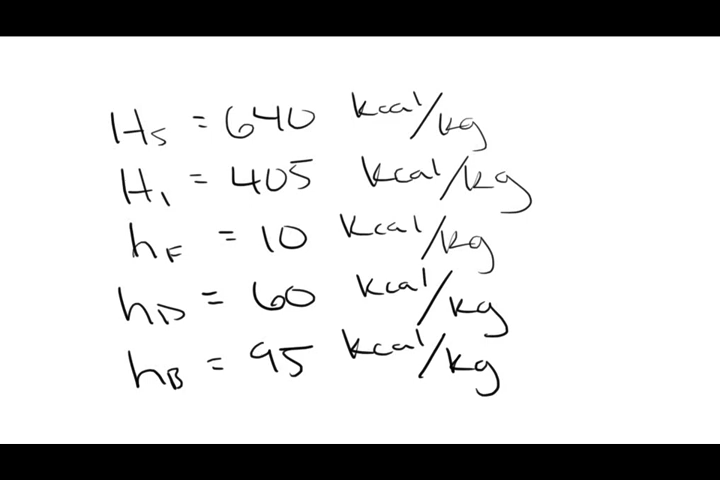 Hs = 640 kcal/kg
H1 = 405 kcal/kg
hF = 10 kcal/kg
hD = 60 kcal/kg
hB = 95 kcal/kg